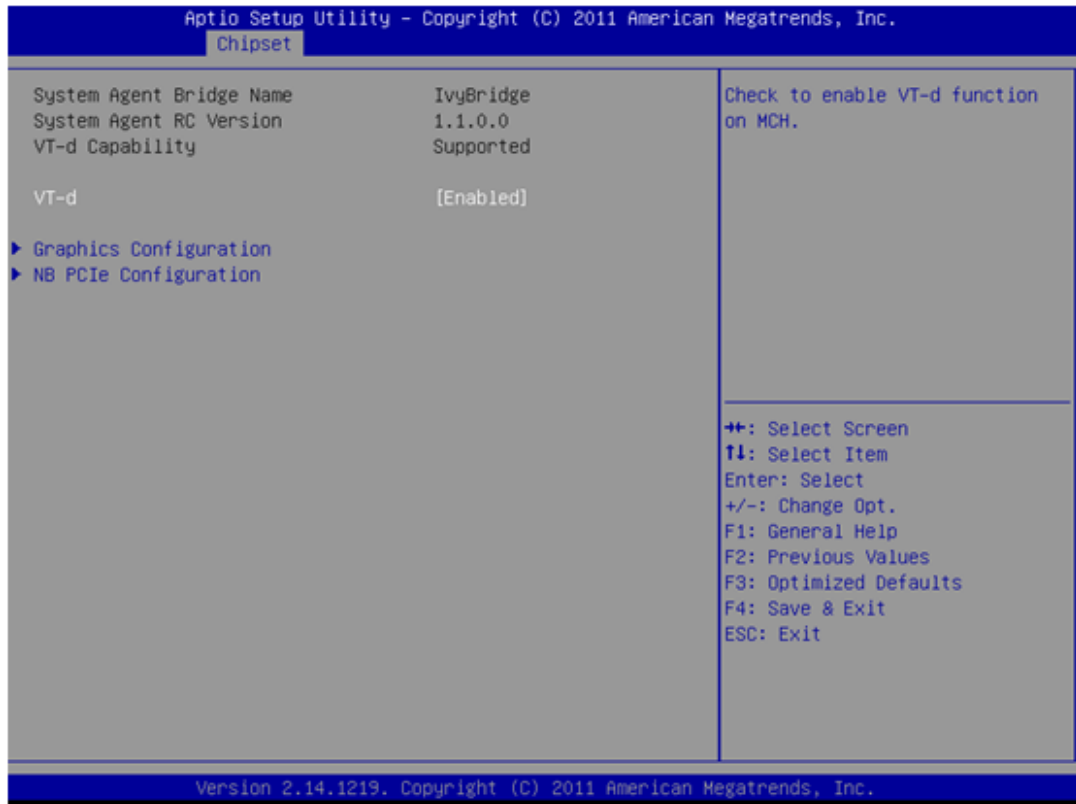 Aptio Setup Utility - Copyright (C) 2011 American Megatrends, Inc.
Chipset
System Agent Bridge Name IvyBridge
System Agent RC Version 1.1.0.0
VT-d Capability Supported
VT-d [Enabled]
Graphics Configuration
NB PCIe Configuration
Check to enable VT-d function
on MCH.
→←: Select Screen
↑↓: Select Item
Enter: Select
+/-: Change Opt.
F1: General Help
F2: Previous Values
F3: Optimized Defaults
F4: Save & Exit
ESC: Exit
Version 2.14.1219. Copyright (C) 2011 American Megatrends, Inc.